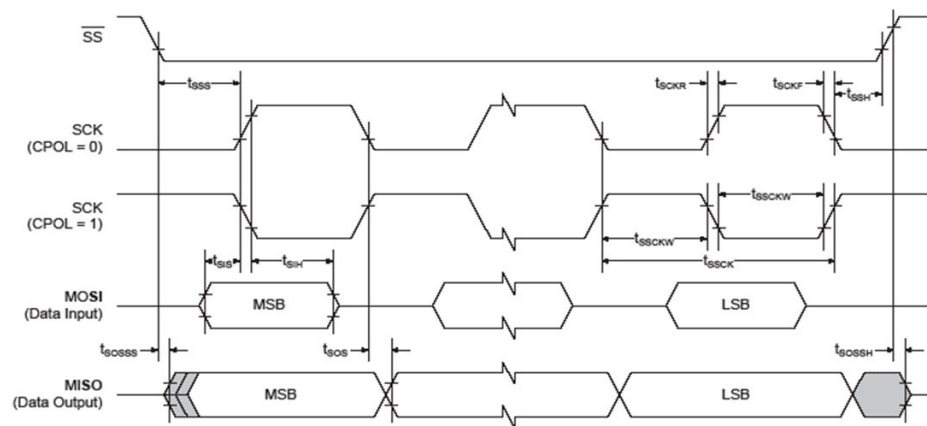 SS
tSSS
tSCKR
tSCKF
tSSH
SCK
(CPOL = 0)
SCK
(CPOL = 1)
tSSCKW
tSSCKW
tSSCK
tSIS
tSIH
MOSI
(Data Input)
MSB
LSB
tSOSSS
tSOS
tSOSSH
MISO
(Data Output)
MSB
LSB